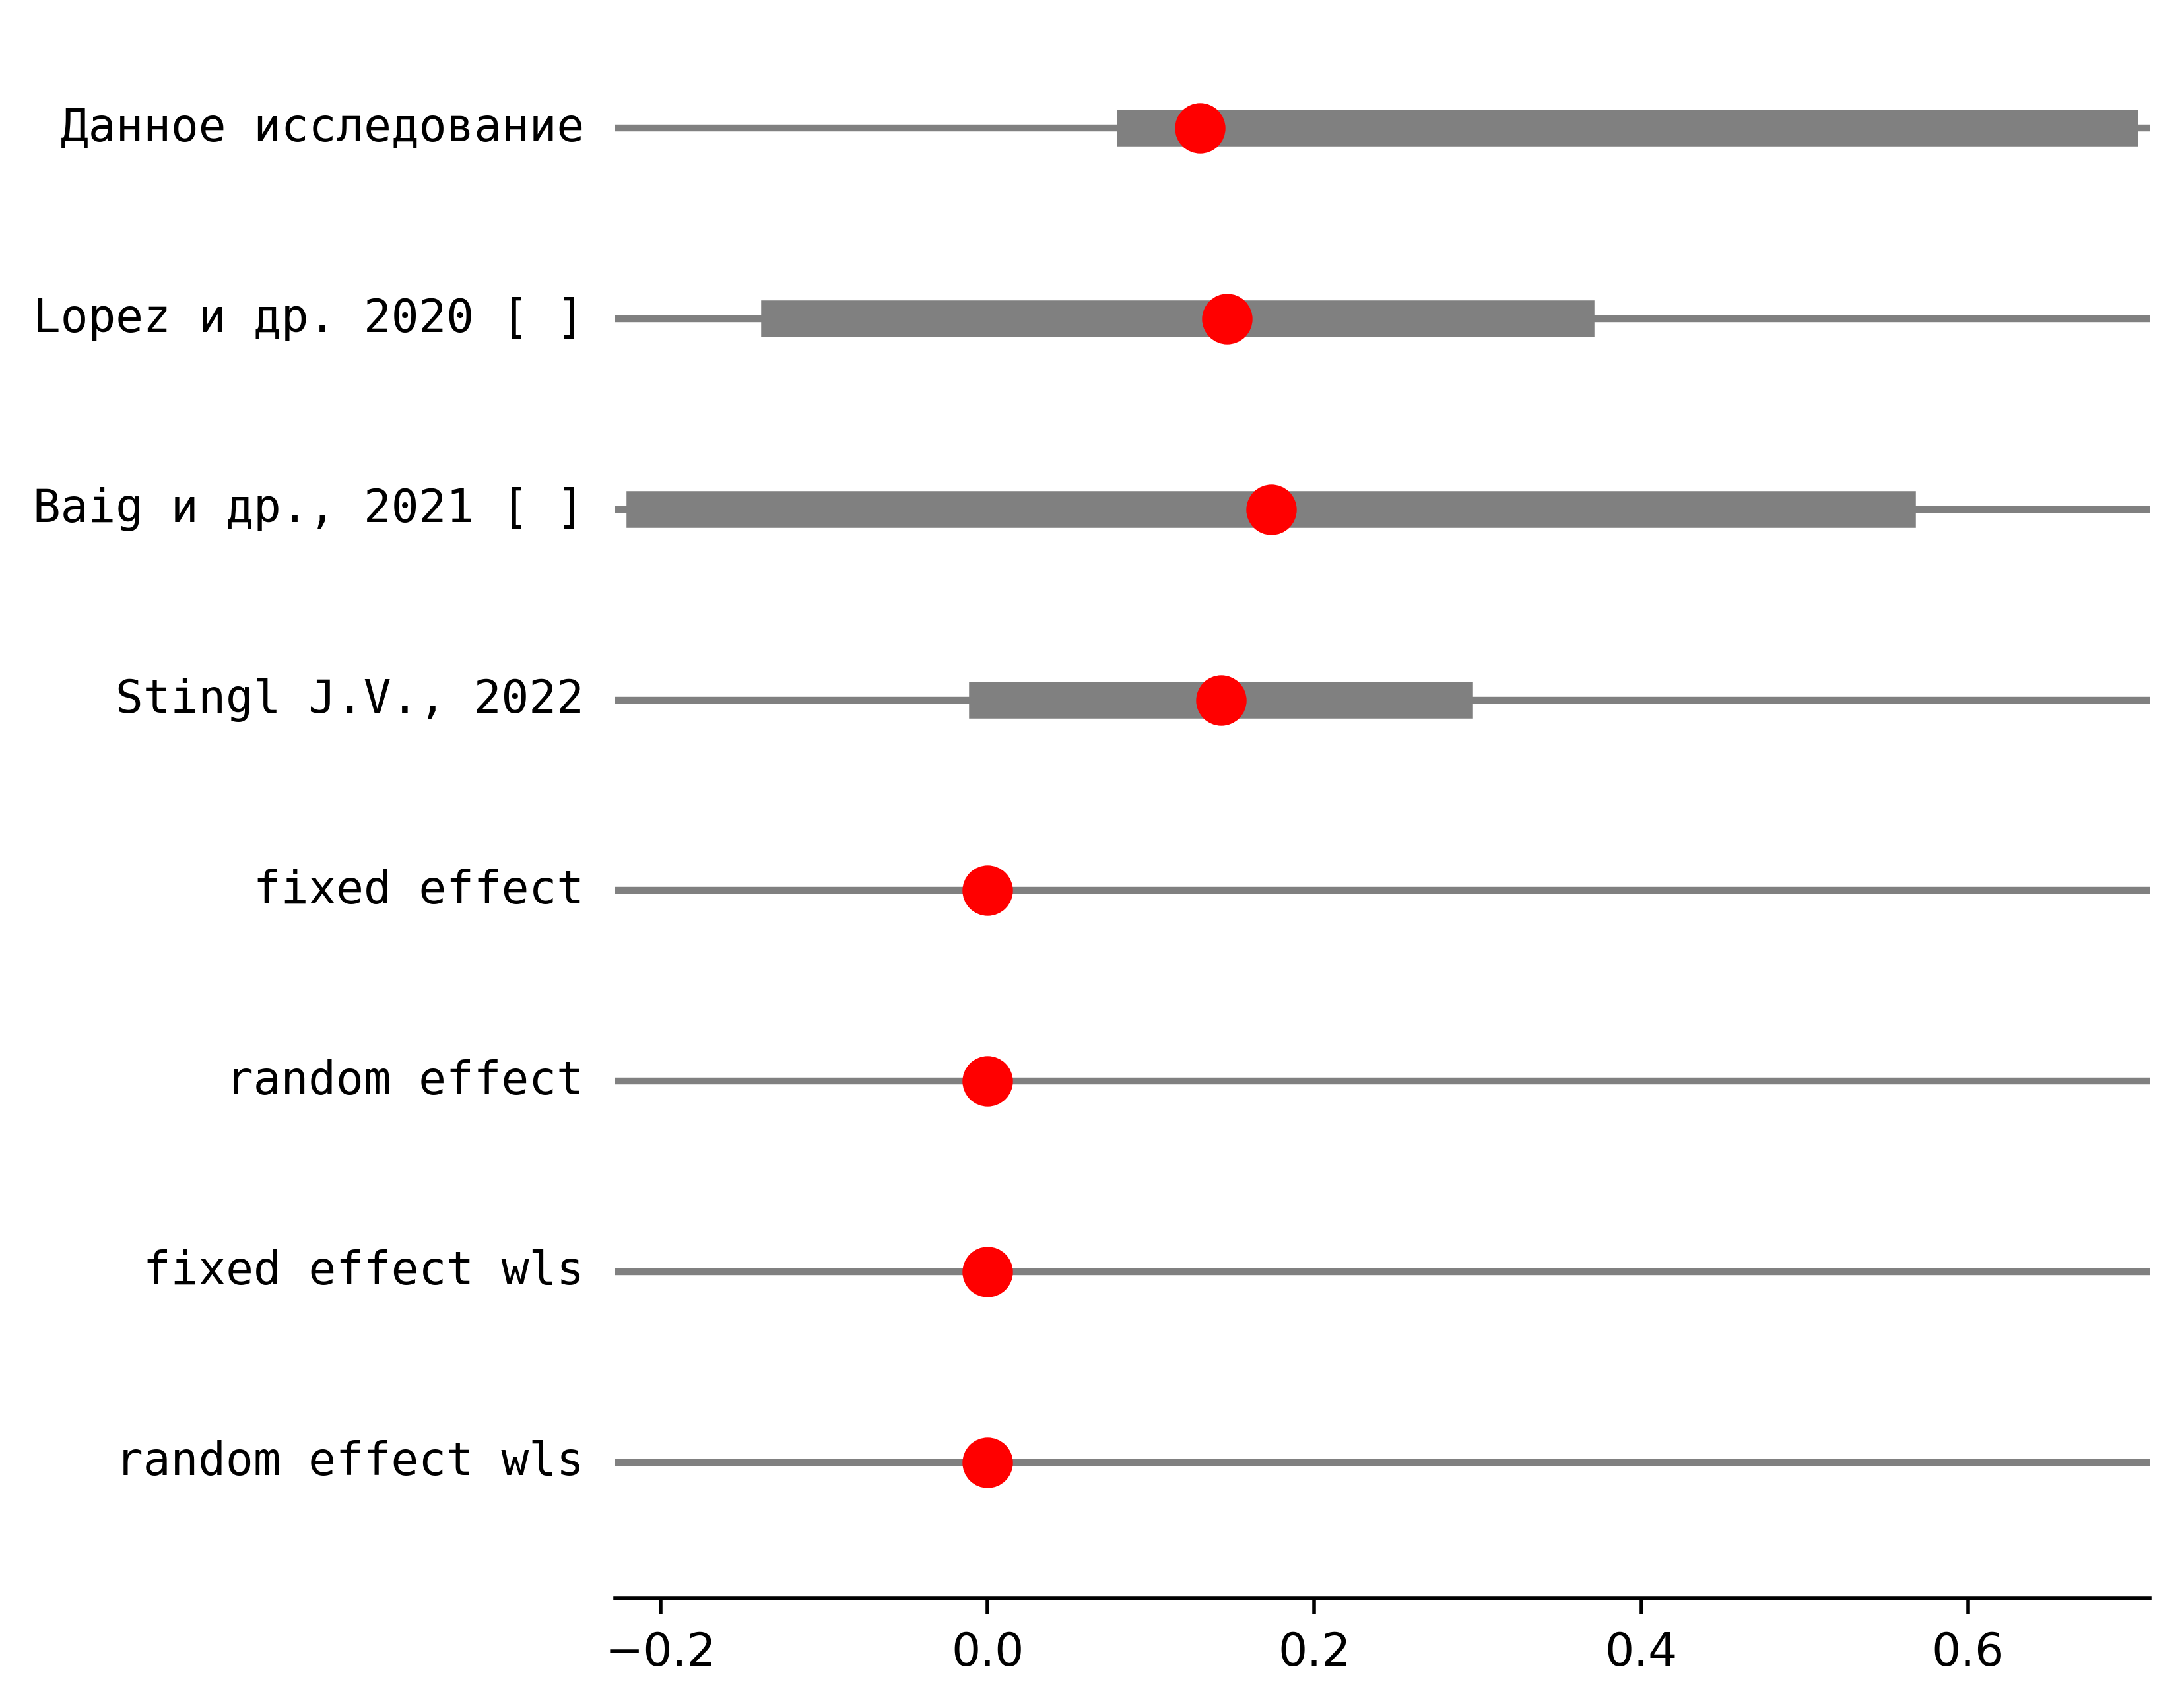 Данное исследование
Lopez и др. 2020 [ ]
Baig и др., 2021 [ ]
Stingl J.V., 2022
fixed effect
random effect
fixed effect wls
random effect wls
−0.2 0.0 0.2 0.4 0.6